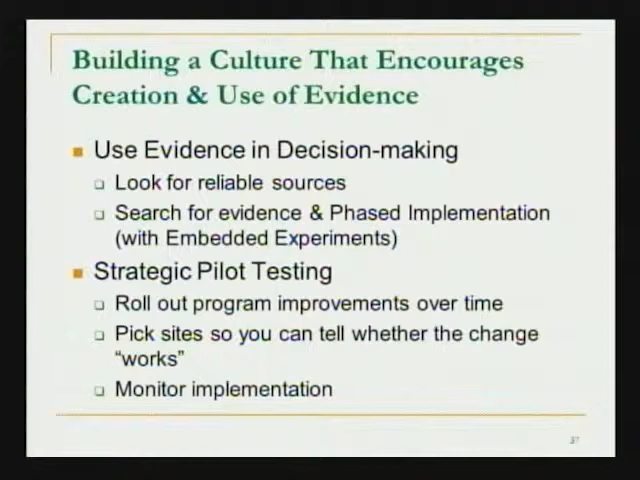 Building a Culture That Encourages
Creation & Use of Evidence
Use Evidence in Decision-making
Look for reliable sources
Search for evidence & Phased Implementation
(with Embedded Experiments)
Strategic Pilot Testing
Roll out program improvements over time
Pick sites so you can tell whether the change
“works”
Monitor implementation
37